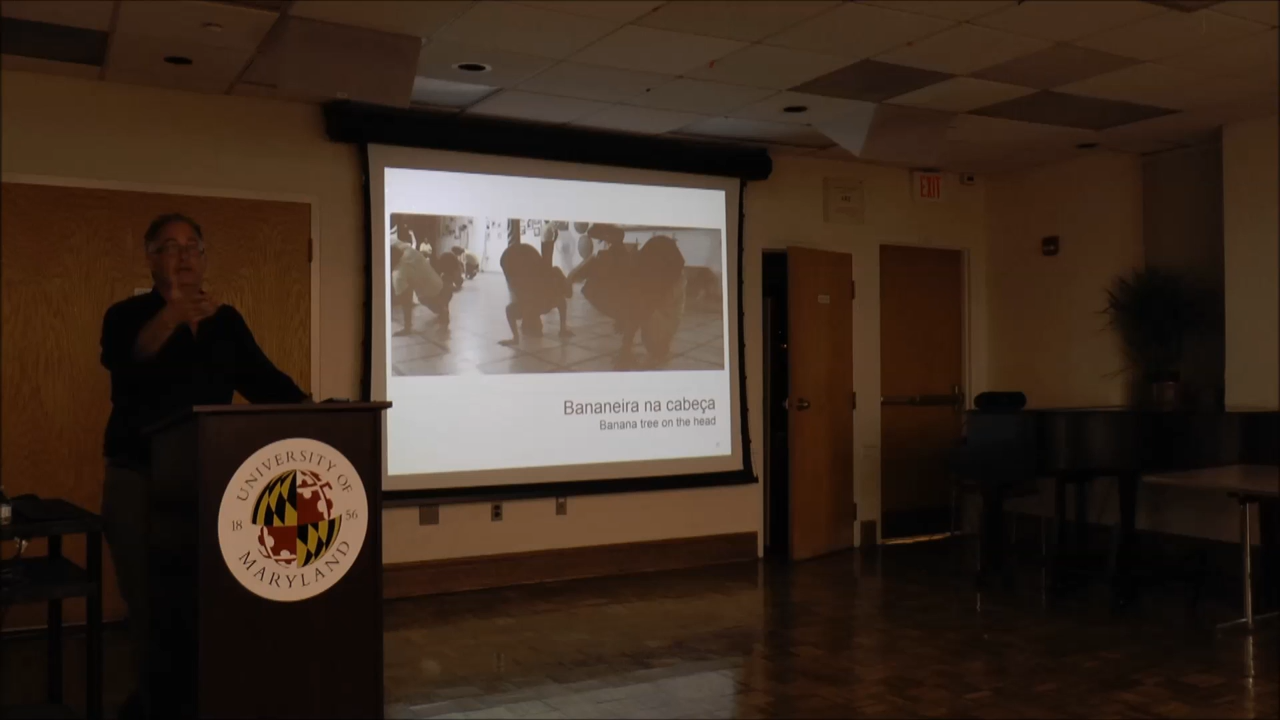 Bananeira na cabeça
Banana tree on the head
EXIT
UNIVERSITY OF
18 56
MARYLAND